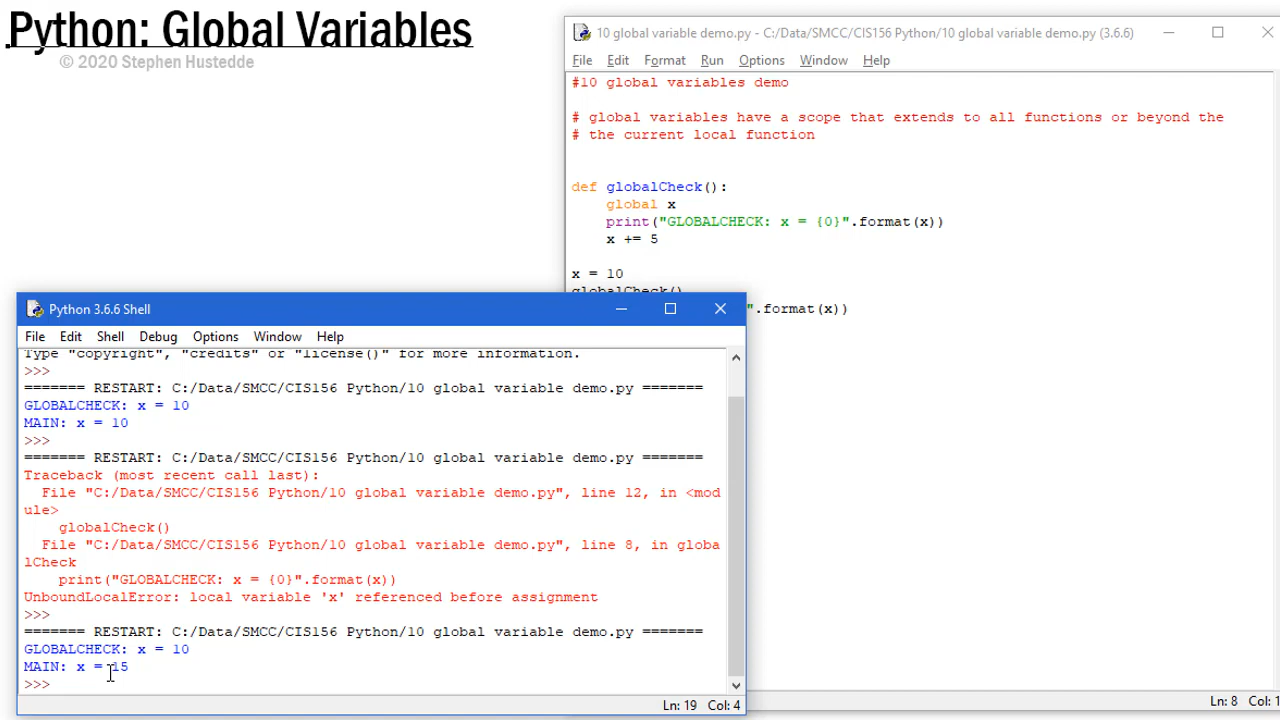 Python: Global Variables
© 2020 Stephen Hustedde
10 global variable demo.py - C:/Data/SMCC/CIS156 Python/10 global variable demo.py (3.6.6)
File Edit Format Run Options Window Help
#10 global variables demo
# global variables have a scope that extends to all functions or beyond the
# the current local function
def globalCheck():
global x
print("GLOBALCHECK: x = {0}".format(x))
x += 5
x = 10
globalCheck()
".format(x))
Python 3.6.6 Shell
File Edit Shell Debug Options Window Help
Type "copyright", "credits" or "license()" for more information.
>>>
======= RESTART: C:/Data/SMCC/CIS156 Python/10 global variable demo.py =======
GLOBALCHECK: x = 10
MAIN: x = 10
>>>
======= RESTART: C:/Data/SMCC/CIS156 Python/10 global variable demo.py =======
Traceback (most recent call last):
File "C:/Data/SMCC/CIS156 Python/10 global variable demo.py", line 12, in <mod
ule>
globalCheck()
File "C:/Data/SMCC/CIS156 Python/10 global variable demo.py", line 8, in globa
lCheck
print("GLOBALCHECK: x = {0}".format(x))
UnboundLocalError: local variable 'x' referenced before assignment
>>>
======= RESTART: C:/Data/SMCC/CIS156 Python/10 global variable demo.py =======
GLOBALCHECK: x = 10
MAIN: x = 15
>>>
Ln: 19 Col: 4
Ln: 8 Col: 1